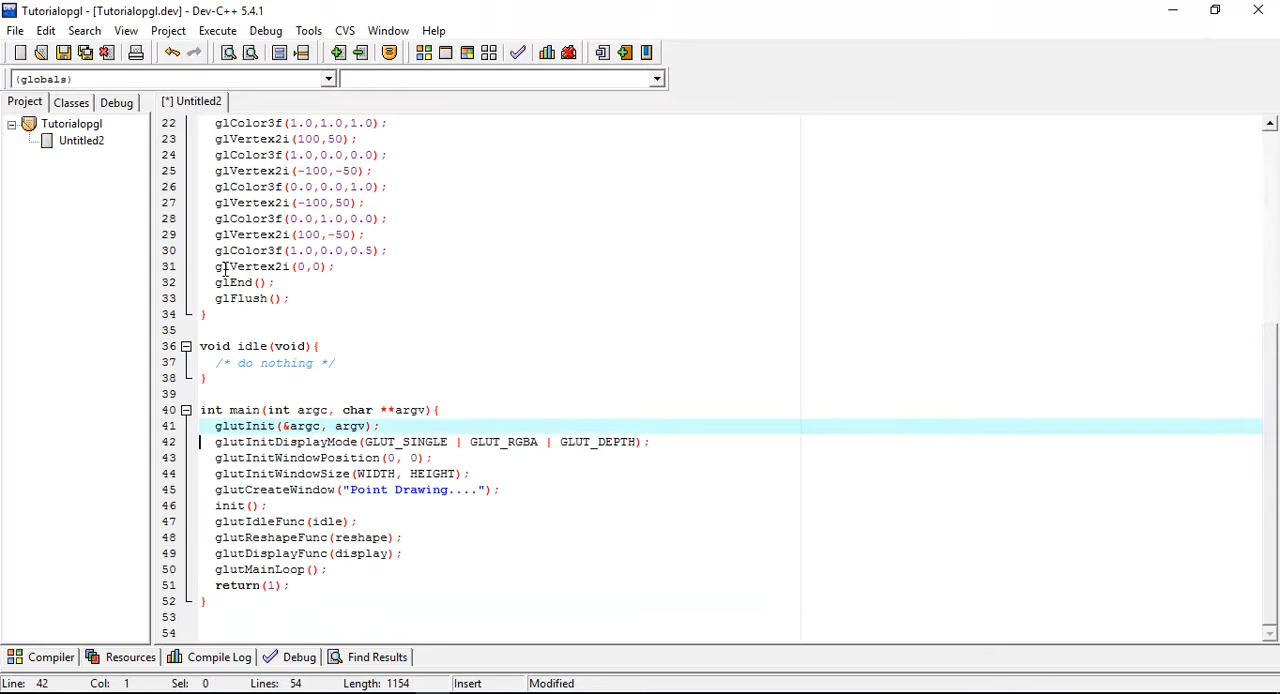 Tutorialopgl - [Tutorialopgl.dev] - Dev-C++ 5.4.1
File Edit Search View Project Execute Debug Tools CVS Window Help
(globals)
Project Classes Debug [*] Untitled2
Tutorialopgl
Untitled2
22 glColor3f(1.0,1.0,1.0);
23 glVertex2i(100,50);
24 glColor3f(1.0,0.0,0.0);
25 glVertex2i(-100,-50);
26 glColor3f(0.0,0.0,1.0);
27 glVertex2i(-100,50);
28 glColor3f(0.0,1.0,0.0);
29 glVertex2i(100,-50);
30 glColor3f(1.0,0.0,0.5);
31 glVertex2i(0,0);
32 glEnd();
33 glFlush();
34 }
35
36 void idle(void){
37 /* do nothing */
38 }
39
40 int main(int argc, char **argv){
41 glutInit(&argc, argv);
42 glutInitDisplayMode(GLUT_SINGLE | GLUT_RGBA | GLUT_DEPTH);
43 glutInitWindowPosition(0, 0);
44 glutInitWindowSize(WIDTH, HEIGHT);
45 glutCreateWindow("Point Drawing....");
46 init();
47 glutIdleFunc(idle);
48 glutReshapeFunc(reshape);
49 glutDisplayFunc(display);
50 glutMainLoop();
51 return(1);
52 }
53
54
Compiler Resources Compile Log Debug Find Results
Line: 42 Col: 1 Sel: 0 Lines: 54 Length: 1154 Insert Modified